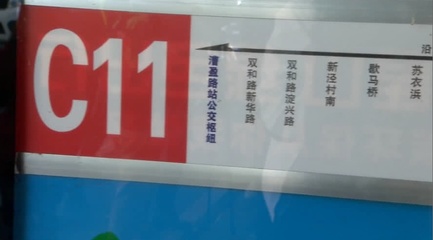 C11
漕盈路站公交枢纽
双和路新华路
双和路淀兴路
新泾村南
歇马桥
苏衣浜
沿